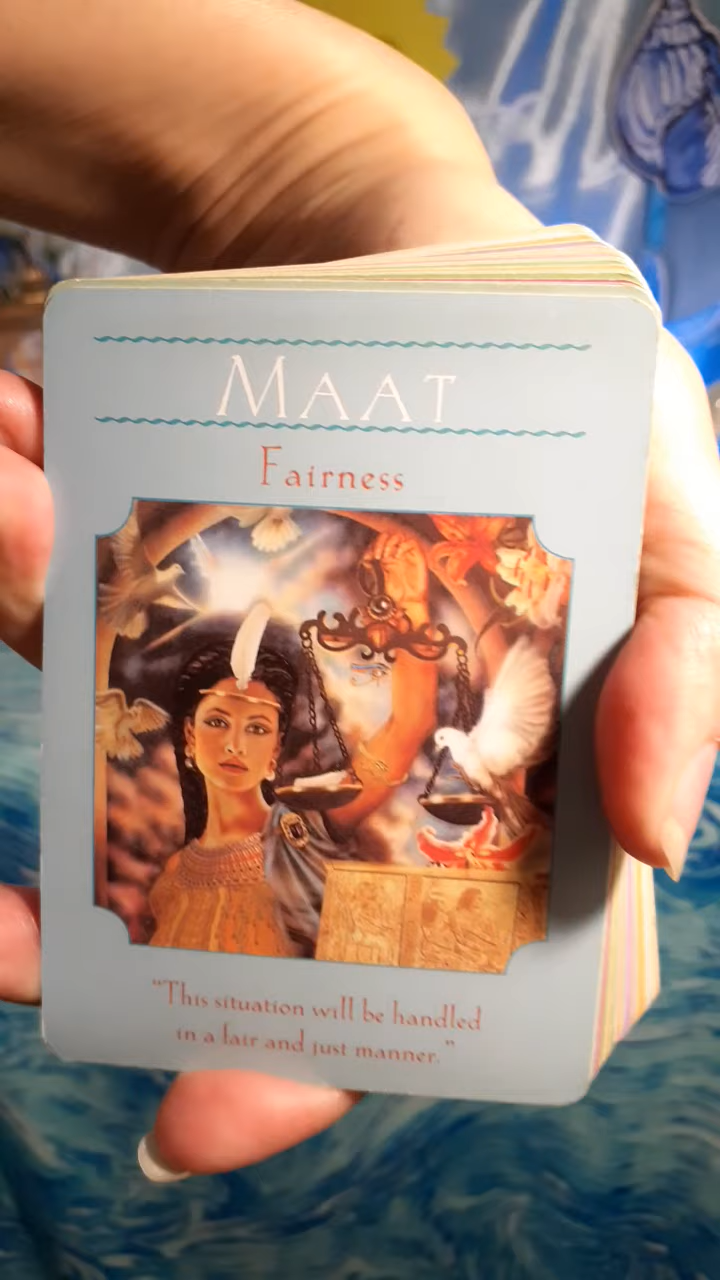 MAAT
Fairness
"This situation will be handled
in a fair and just manner."